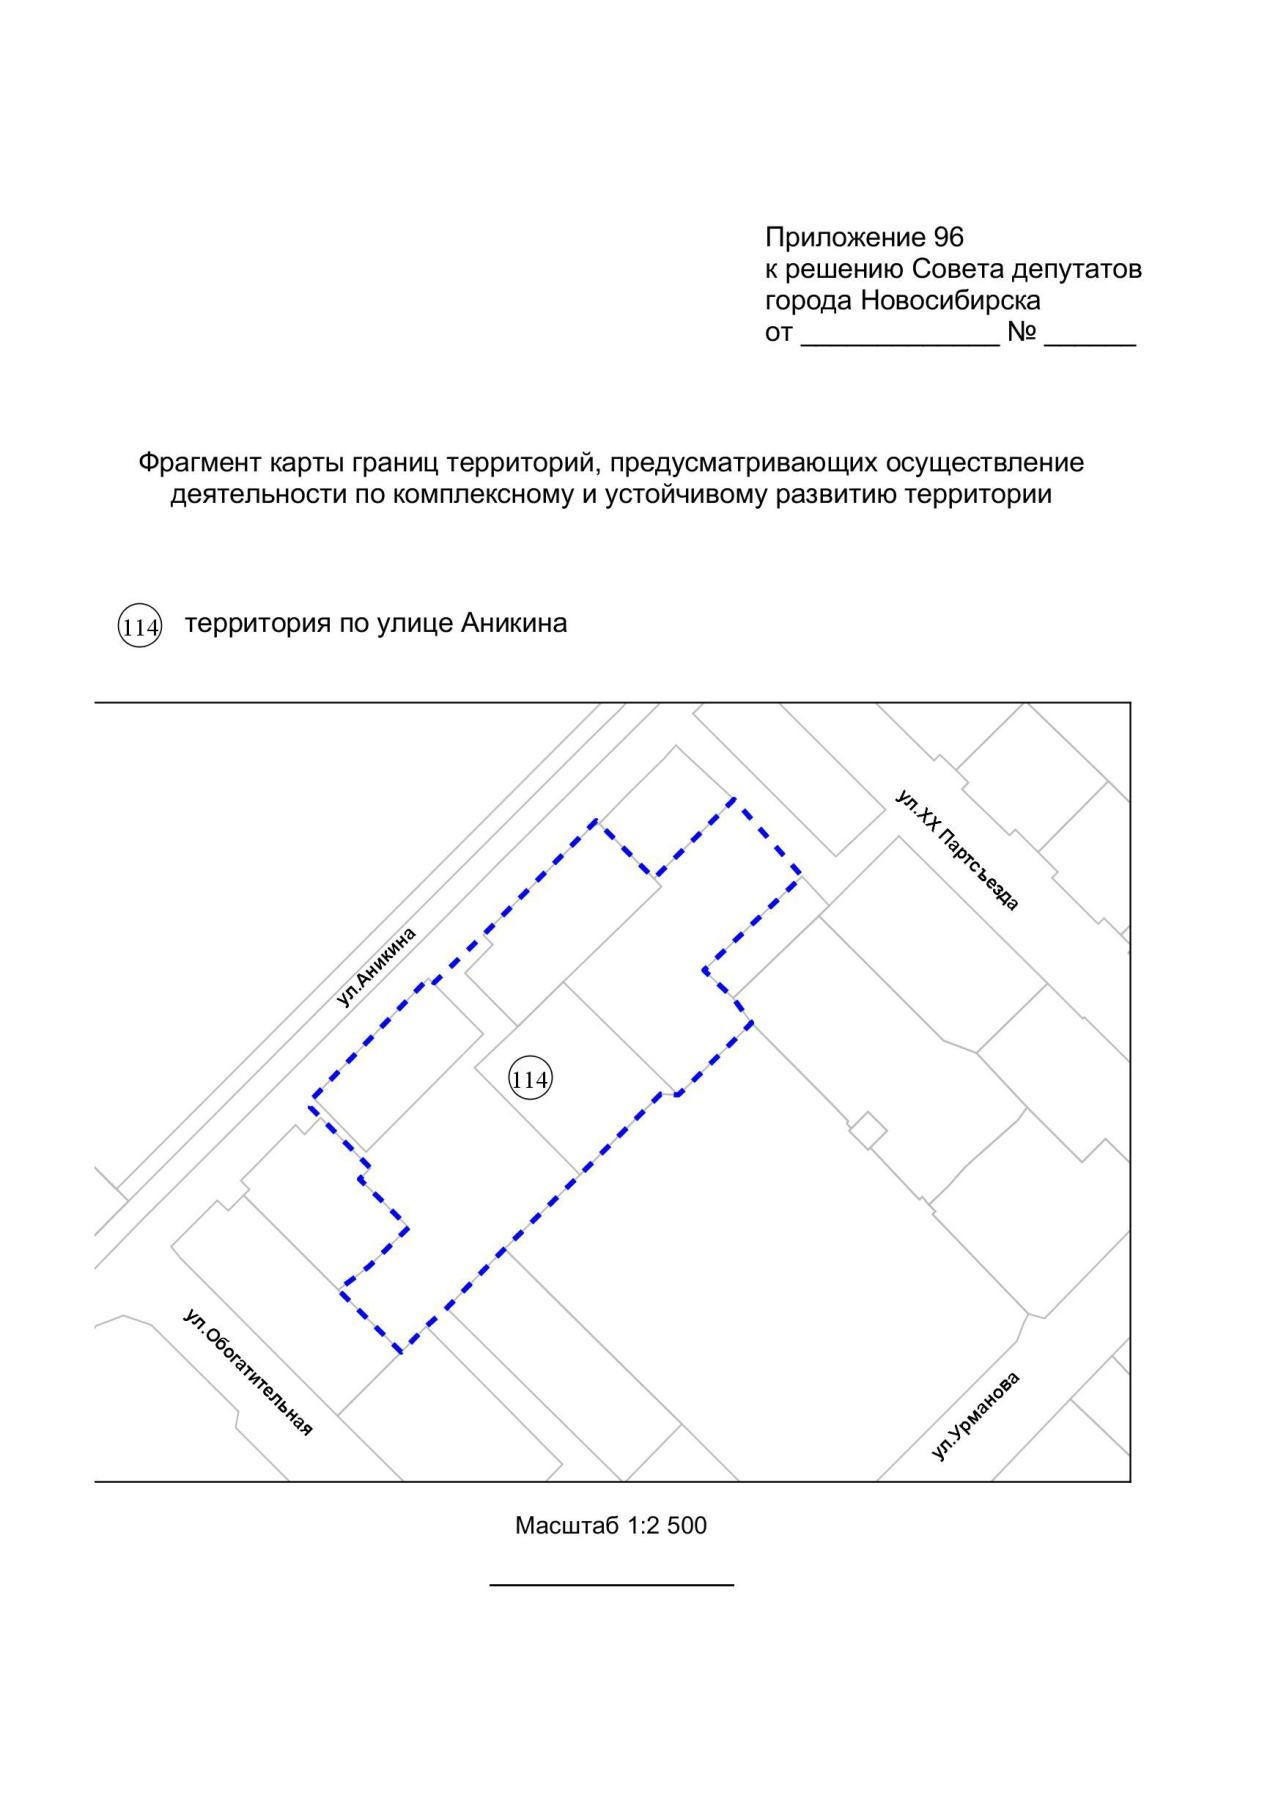 Приложение 96
к решению Совета депутатов
города Новосибирска
от _____________ № ______
Фрагмент карты границ территорий, предусматривающих осуществление
деятельности по комплексному и устойчивому развитию территории
114 территория по улице Аникина
ул.XX Партсъезда
ул.Аникина
114
ул.Обогатительная
ул.Урманова
Масштаб 1:2 500